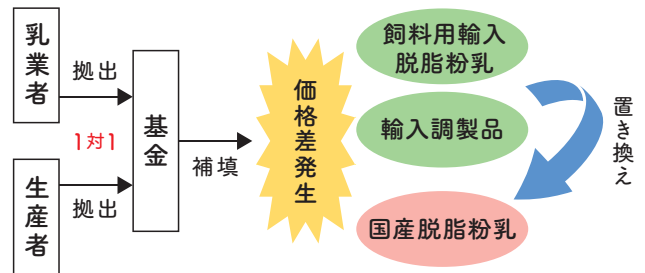 乳業者
拠出
1対1
生産者
拠出
基金
補填
価格差発生
飼料用輸入
脱脂粉乳
輸入調製品
国産脱脂粉乳
置き換え